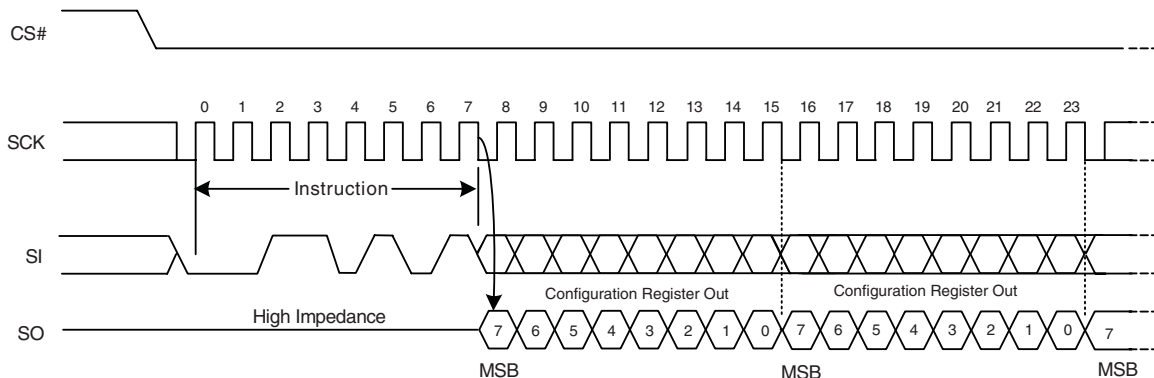 CS#
0 1 2 3 4 5 6 7 8 9 10 11 12 13 14 15 16 17 18 19 20 21 22 23
SCK
Instruction
SI
Configuration Register Out Configuration Register Out
High Impedance
SO
7 6 5 4 3 2 1 0 7 6 5 4 3 2 1 0 7
MSB MSB MSB